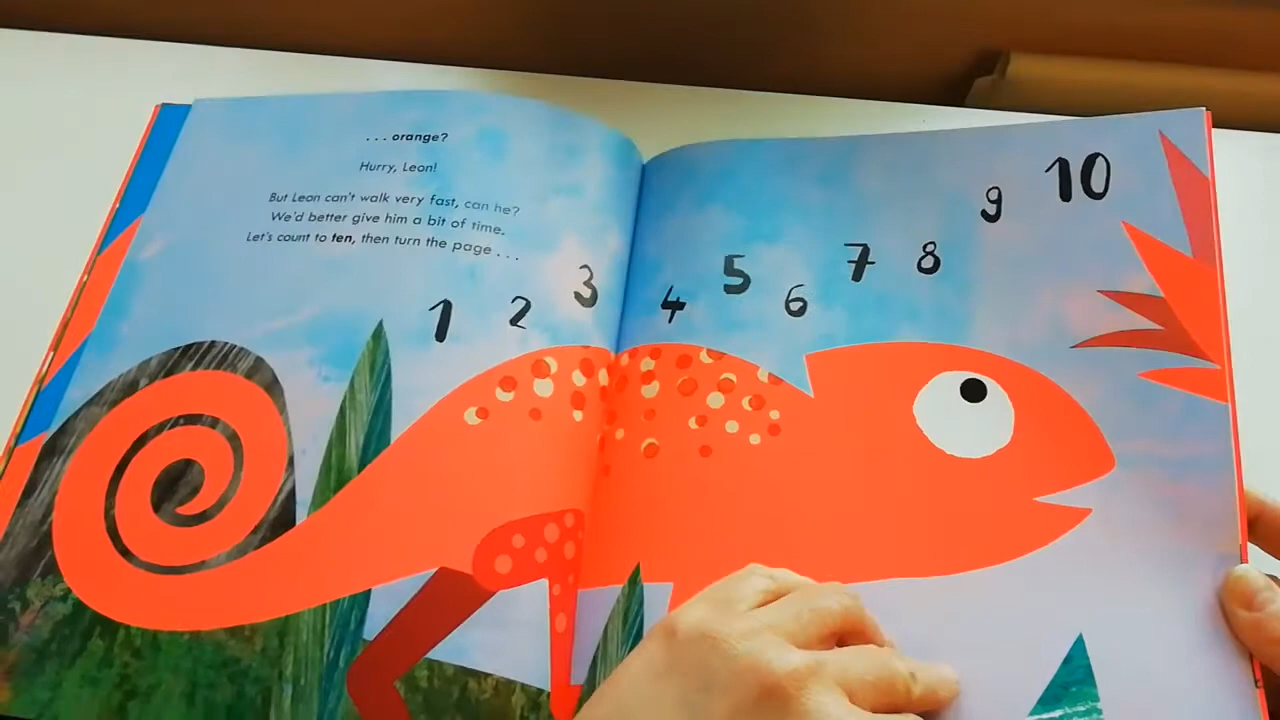 . . . orange?
Hurry, Leon!
But Leon can't walk very fast, can he?
We'd better give him a bit of time.
Let's count to ten, then turn the page . . .
1 2 3 4 5 6 7 8 9 10